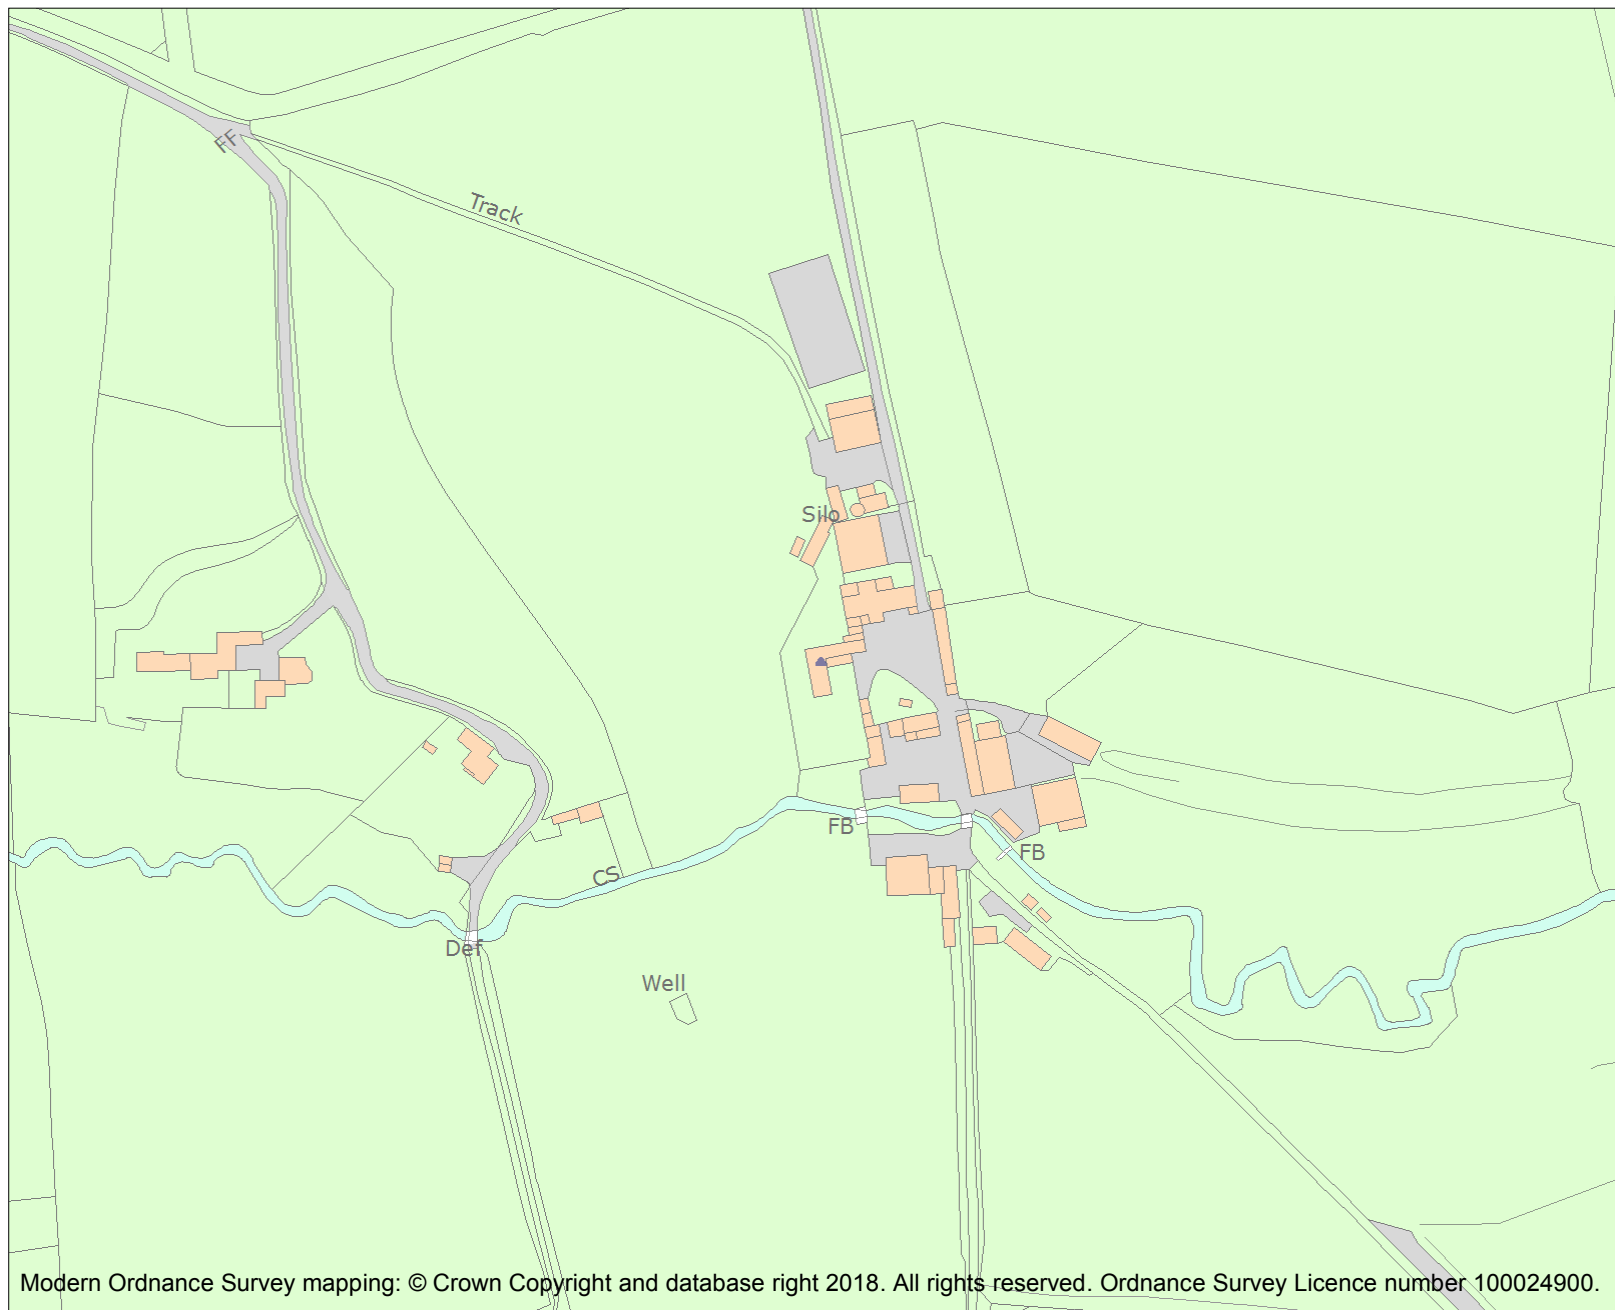 FF
Track
Silo
FB
FB
CS
Def
Well
Modern Ordnance Survey mapping: © Crown Copyright and database right 2018. All rights reserved. Ordnance Survey Licence number 100024900.